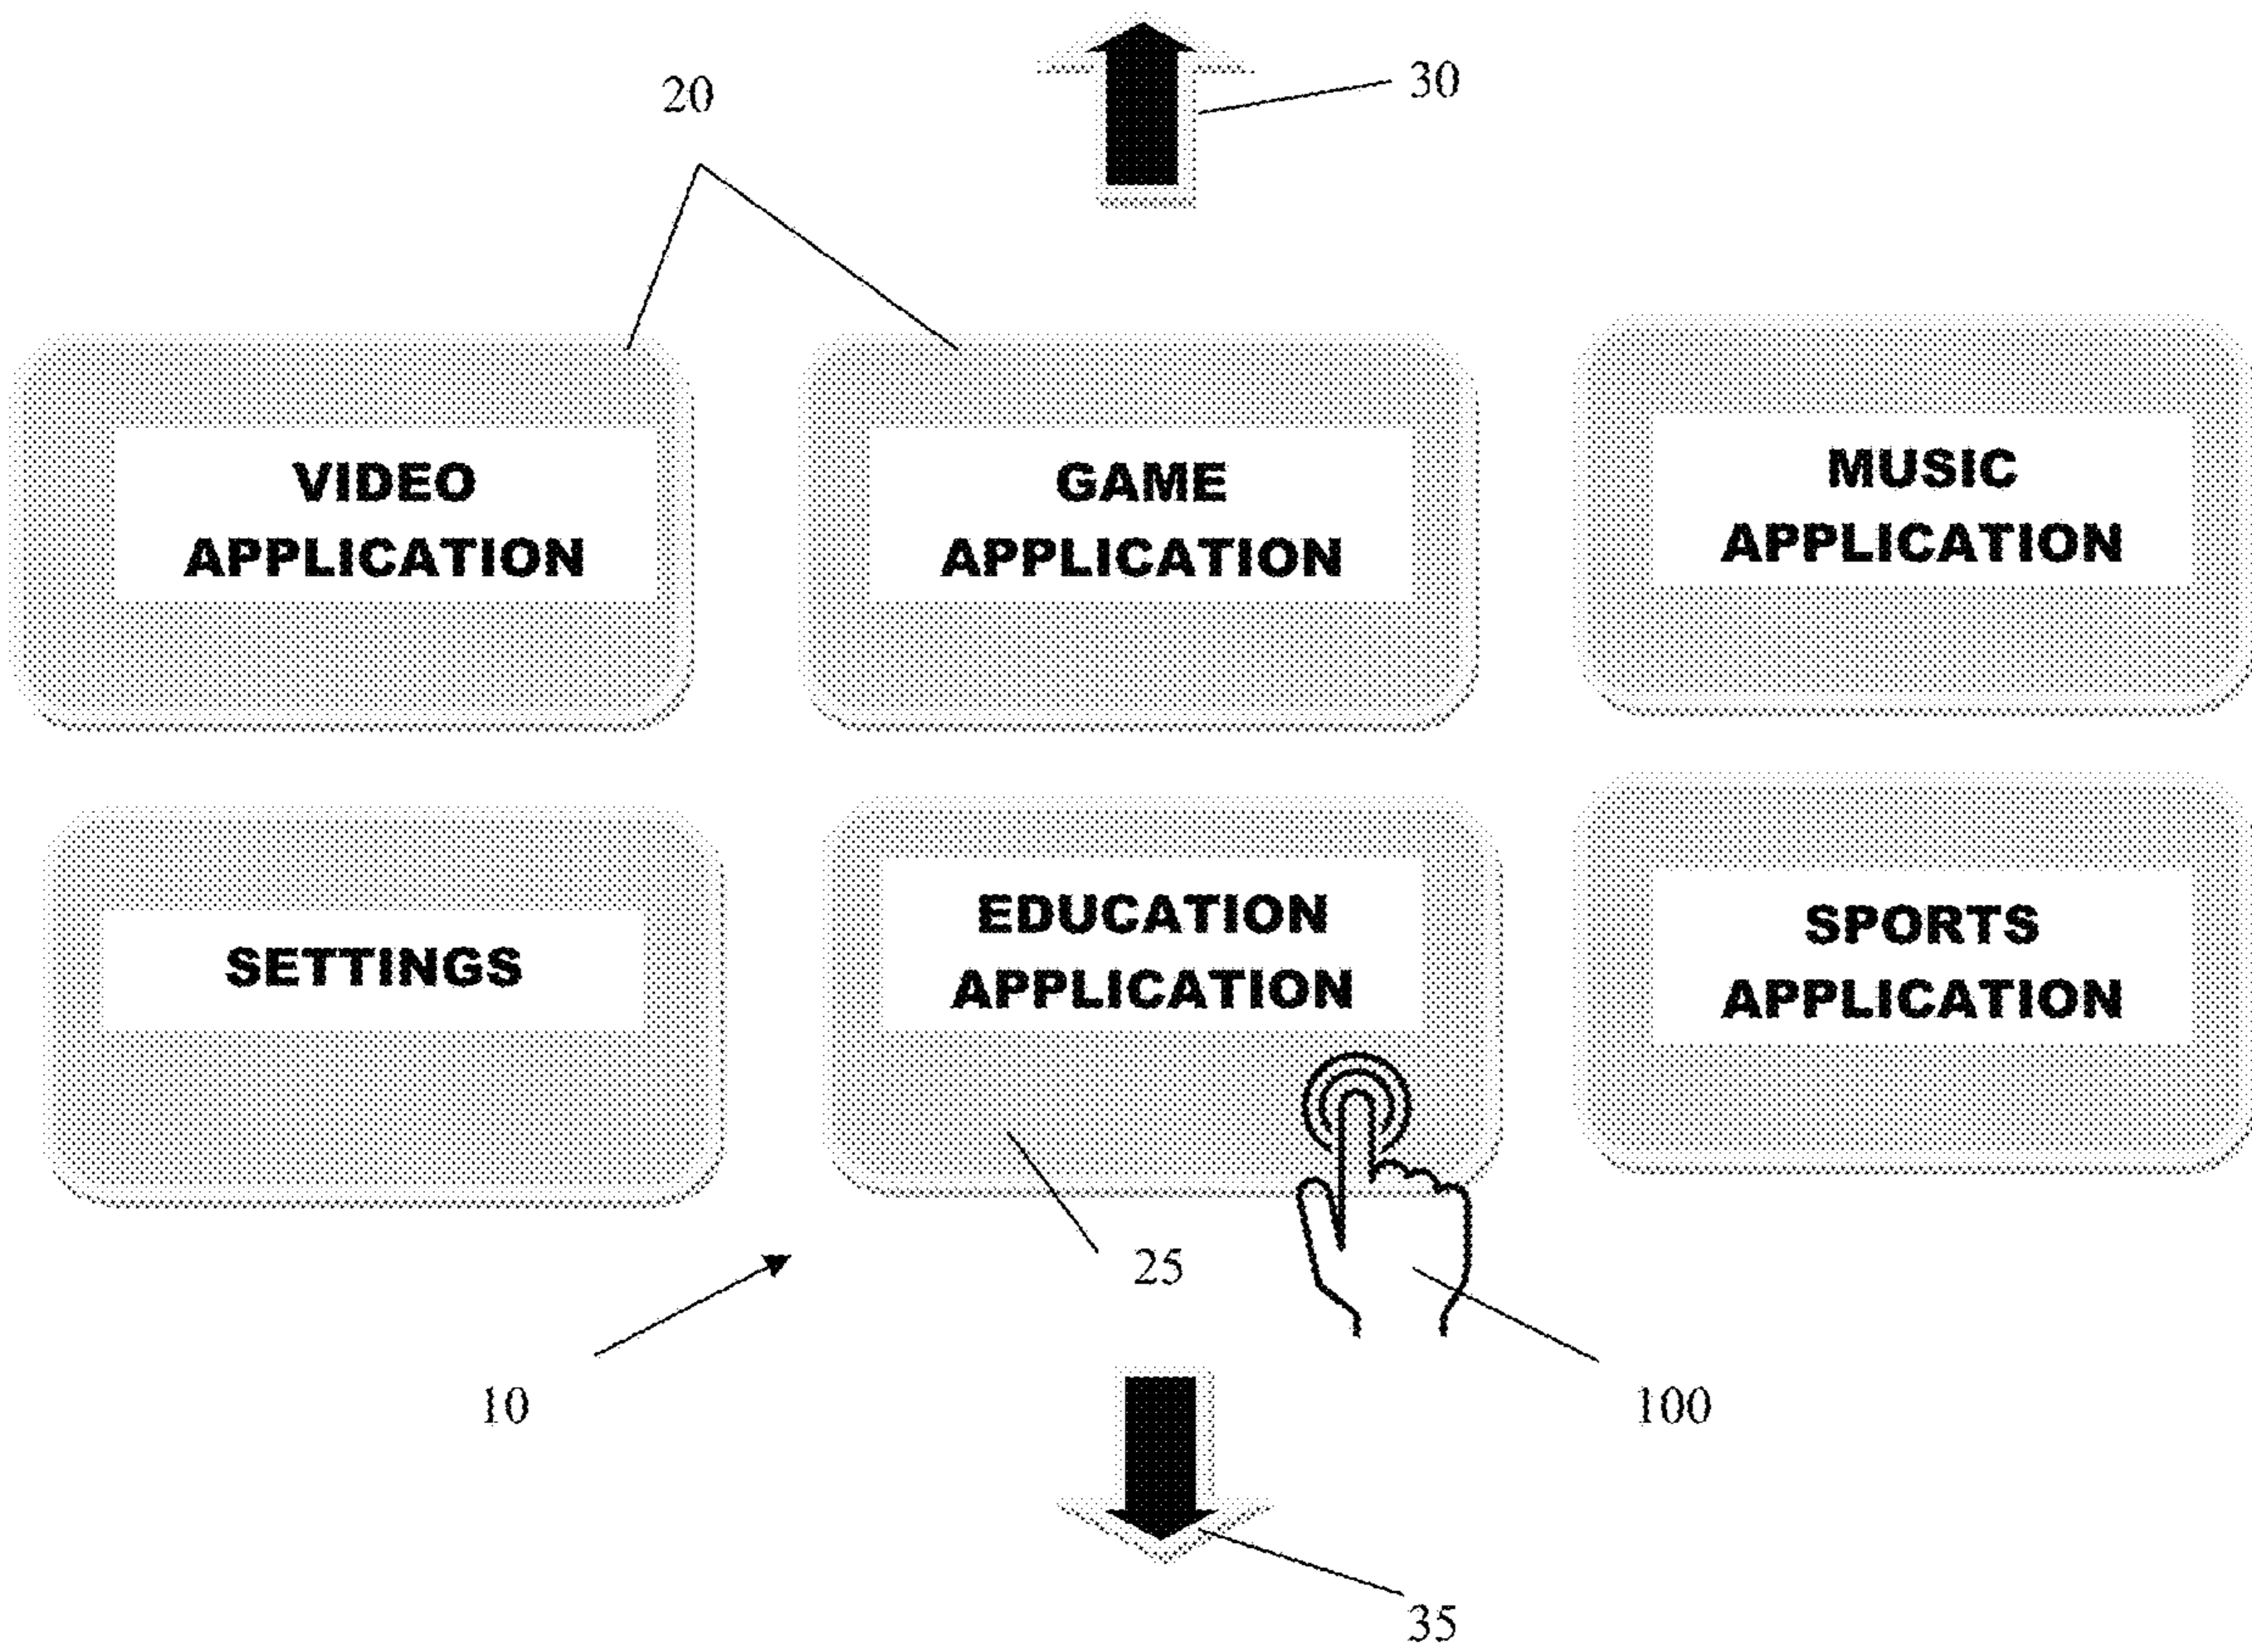 30
20
VIDEO
APPLICATION
GAME
APPLICATION
MUSIC
APPLICATION
SETTINGS
EDUCATION
APPLICATION
SPORTS
APPLICATION
25
10
100
35